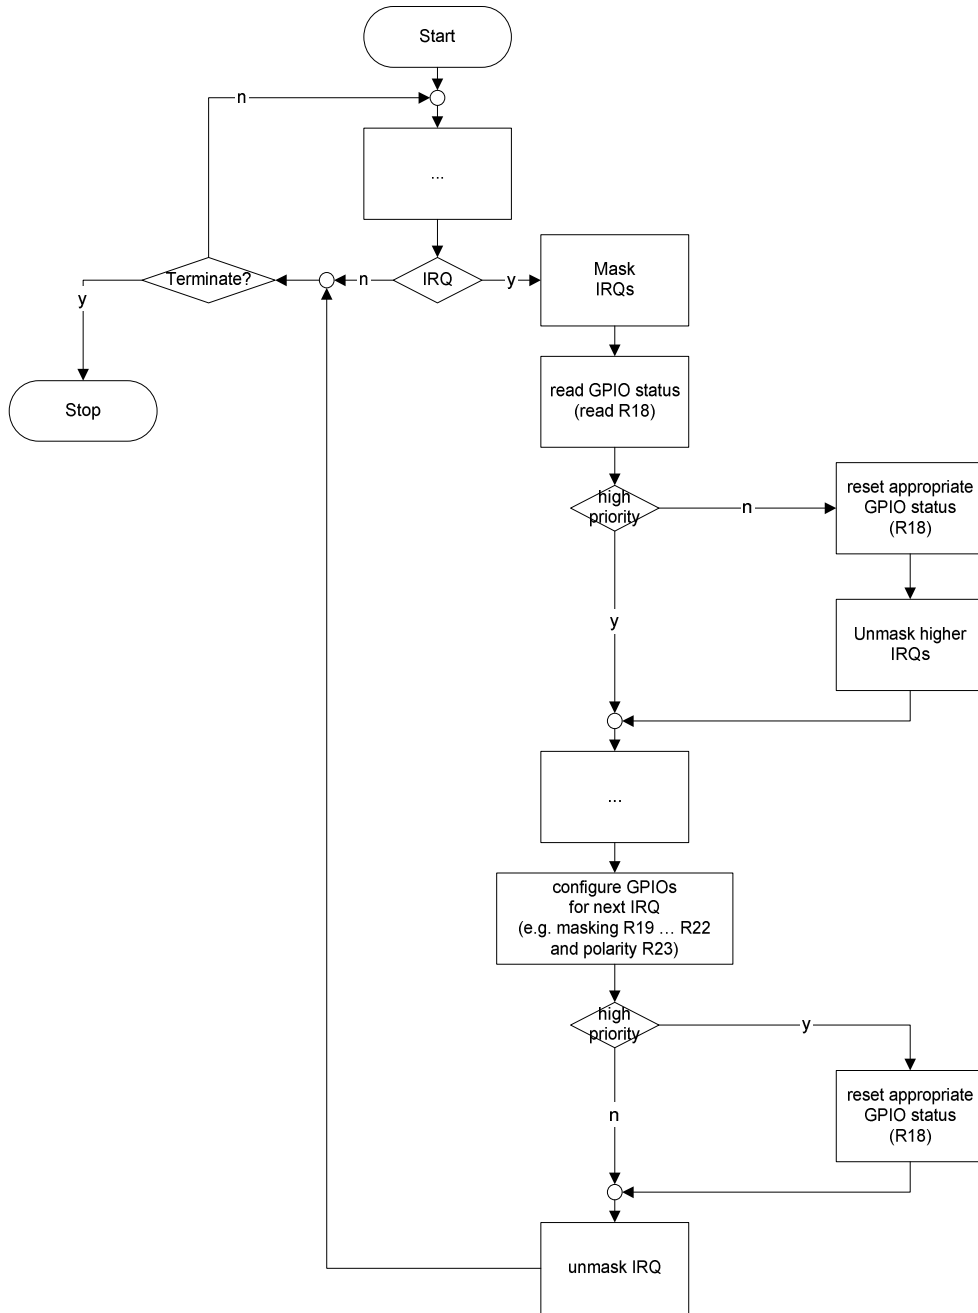 Start
n
...
Terminate?
n
IRQ
y
Mask
IRQs
y
Stop
read GPIO status
(read R18)
high
priority
n
reset appropriate
GPIO status
(R18)
y
Unmask higher
IRQs
...
configure GPIOs
for next IRQ
(e.g. masking R19 ... R22
and polarity R23)
high
priority
y
reset appropriate
GPIO status
(R18)
n
unmask IRQ